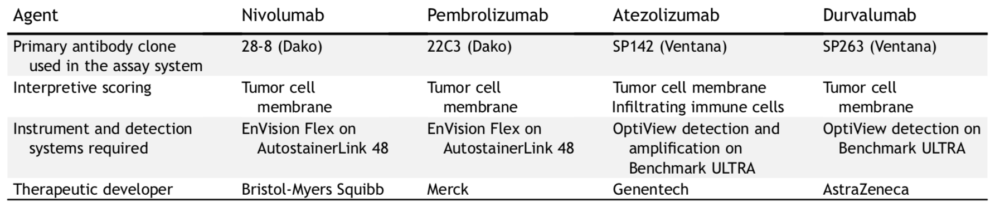 Agent Nivolumab Pembrolizumab Atezolizumab Durvalumab
Primary antibody clone 28-8 (Dako) 22C3 (Dako) SP142 (Ventana) SP263 (Ventana)
used in the assay system
Interpretive scoring Tumor cell Tumor cell Tumor cell membrane Tumor cell
membrane membrane Infiltrating immune cells membrane
Instrument and detection EnVision Flex on EnVision Flex on OptiView detection and OptiView detection on
systems required AutostainerLink 48 AutostainerLink 48 amplification on Benchmark ULTRA
Benchmark ULTRA
Therapeutic developer Bristol-Myers Squibb Merck Genentech AstraZeneca